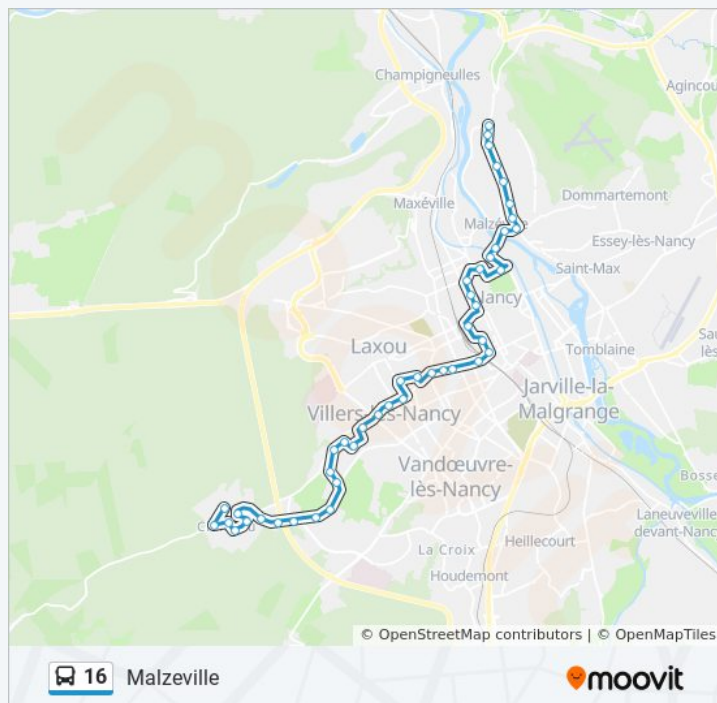 Champigneulles
Agincou
Maxéville
Dommartemont
Essey-lès-Nancy
Saint-Max
Nancy
Laxou
Tomblaine
Jarville-la-
Malgrange
Villers-lès-Nancy
Vandœuvre-
lès-Nancy
Bosse
Laneuveville
devant-Nanc
La Croix
Heillecourt
Houdemont
© OpenStreetMap contributors | © OpenMapTiles
16 Malzeville
moovit